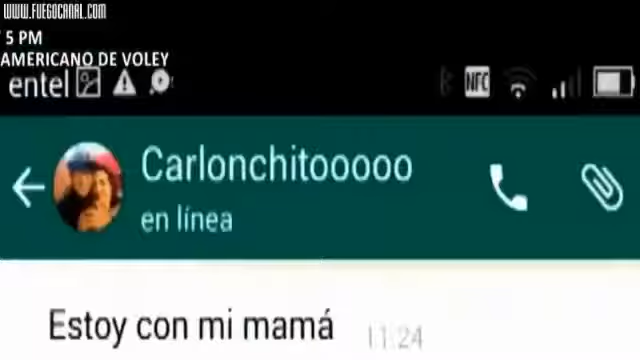 WWW.FUEGOCANAL.COM
5 PM
AMERICANO DE VOLEY
entel
NFC
Carlonchitooooo
en línea
Estoy con mi mamá 11:24